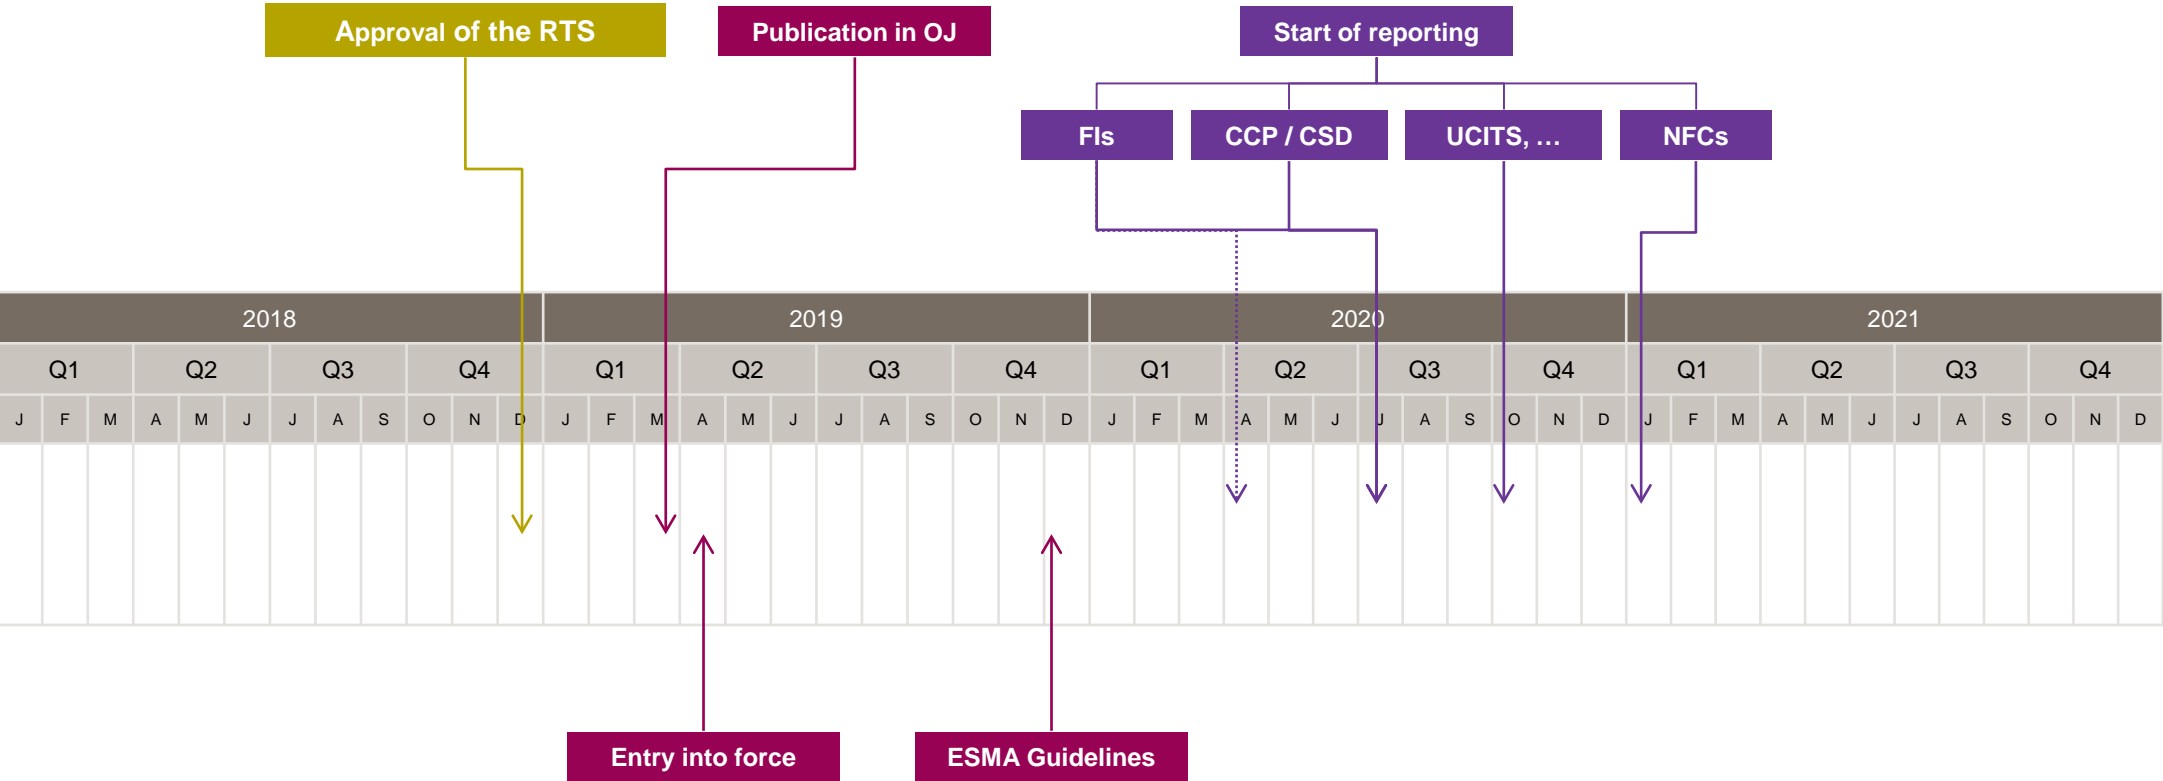 Approval of the RTS
Publication in OJ
Start of reporting
FIs
CCP / CSD
UCITS, …
NFCs
2018 2019 2020 2021
Q1 Q2 Q3 Q4 Q1 Q2 Q3 Q4 Q1 Q2 Q3 Q4 Q1 Q2 Q3 Q4
J F M A M J J A S O N D J F M A M J J A S O N D J F M A M J J A S O N D J F M A M J J A S O N D
Entry into force
ESMA Guidelines